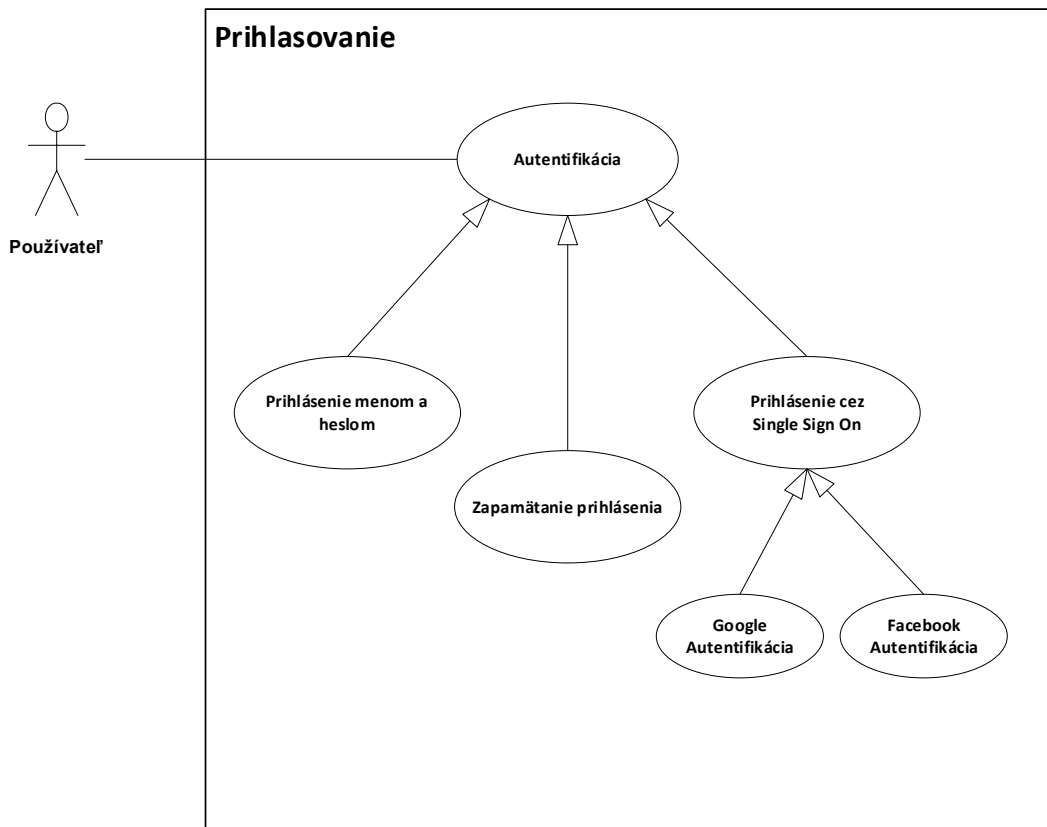 Prihlasovanie
Autentifikácia
Používateľ
Prihlásenie menom a
heslom
Prihlásenie cez
Single Sign On
Zapamätanie prihlásenia
Google
Autentifikácia
Facebook
Autentifikácia